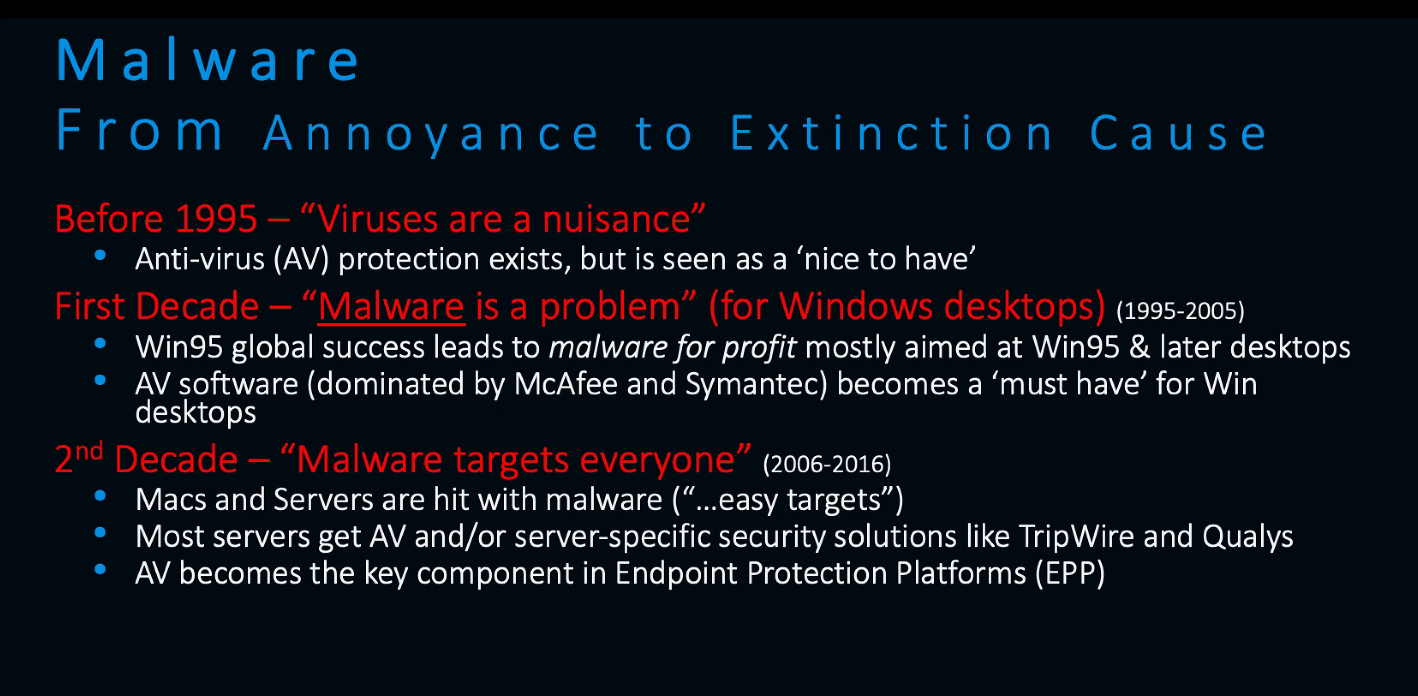 Malware
From Annoyance to Extinction Cause
Before 1995 – “Viruses are a nuisance”
• Anti-virus (AV) protection exists, but is seen as a ‘nice to have’
First Decade – “Malware is a problem” (for Windows desktops) (1995-2005)
• Win95 global success leads to malware for profit mostly aimed at Win95 & later desktops
• AV software (dominated by McAfee and Symantec) becomes a ‘must have’ for Win
desktops
2nd Decade – “Malware targets everyone” (2006-2016)
• Macs and Servers are hit with malware (“…easy targets”)
• Most servers get AV and/or server-specific security solutions like TripWire and Qualys
• AV becomes the key component in Endpoint Protection Platforms (EPP)